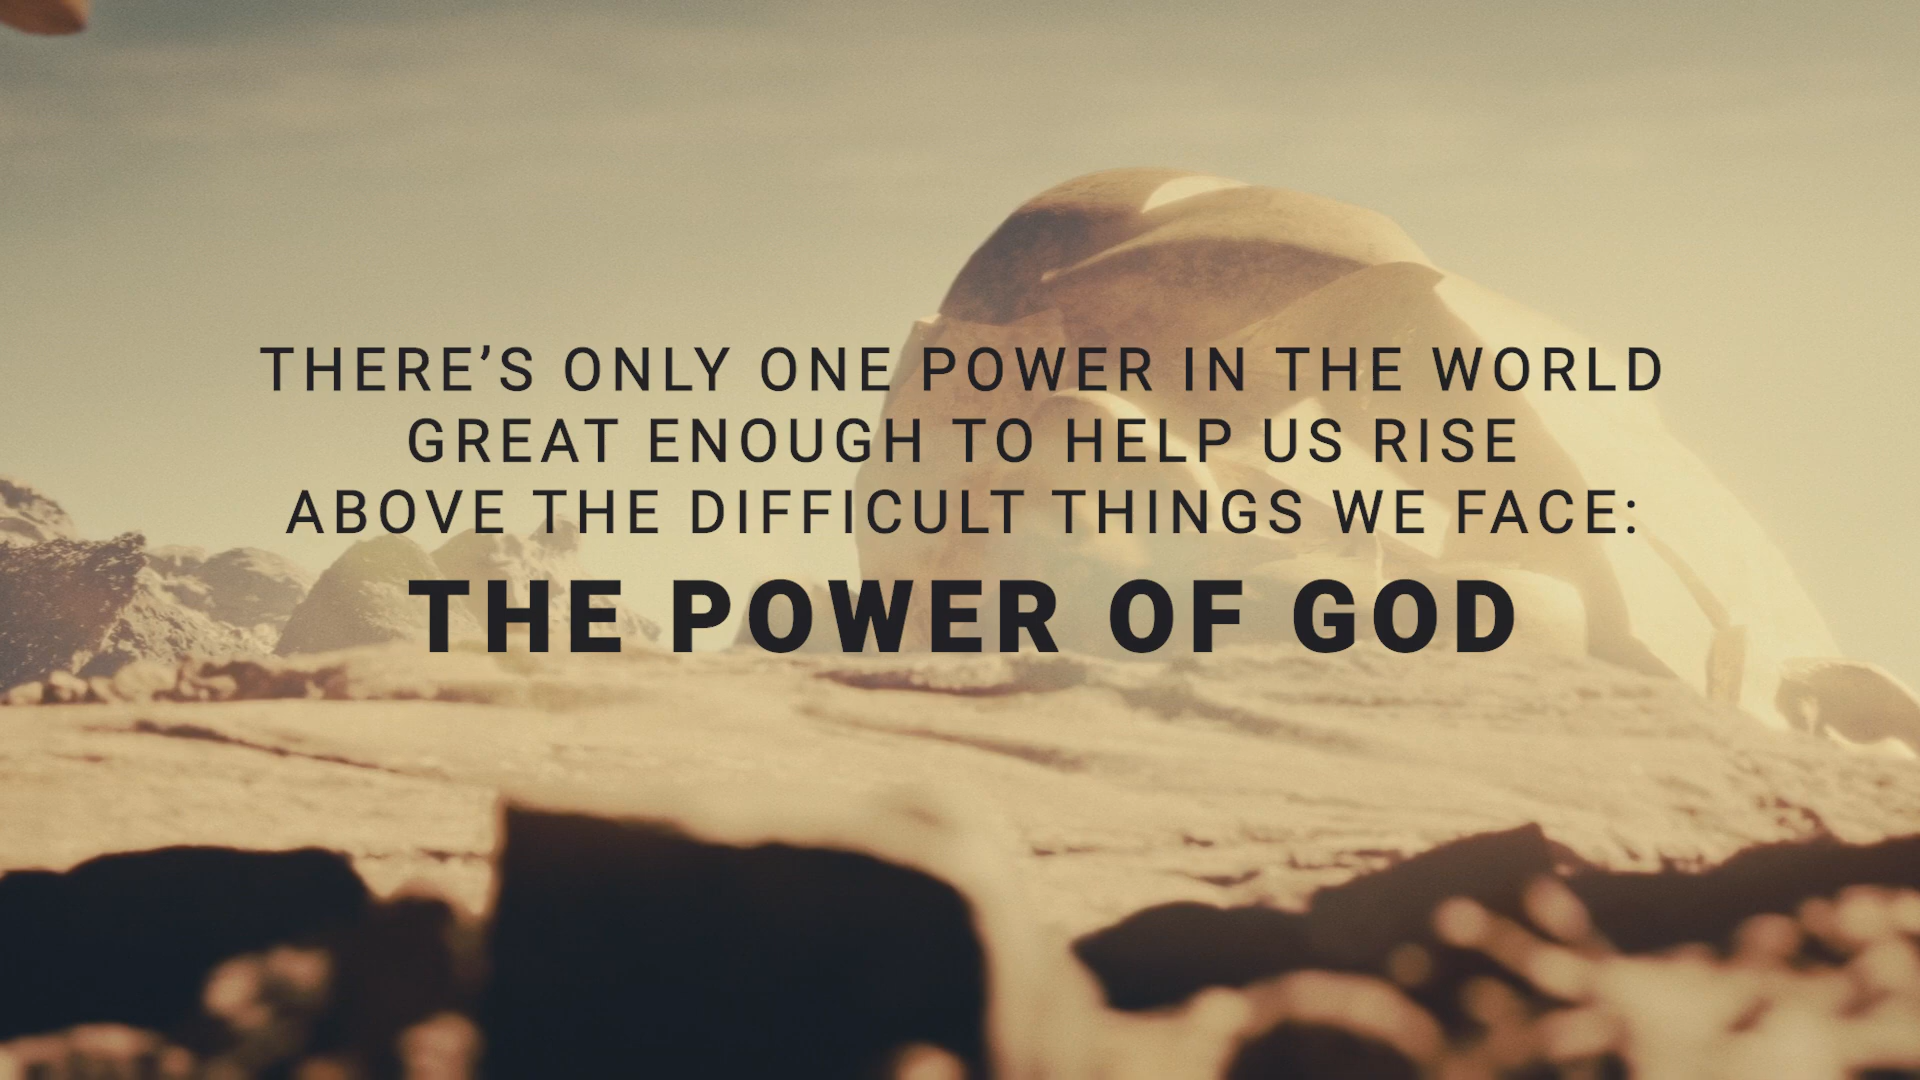 THERE’S ONLY ONE POWER IN THE WORLD
GREAT ENOUGH TO HELP US RISE
ABOVE THE DIFFICULT THINGS WE FACE:
THE POWER OF GOD